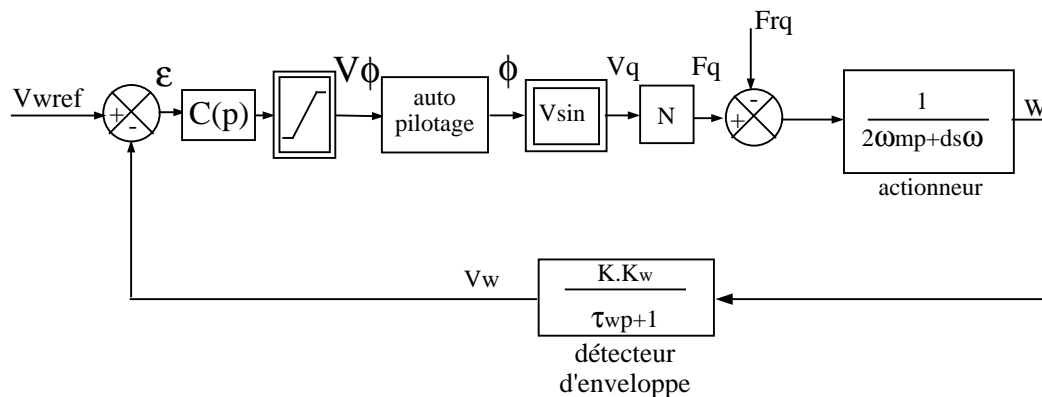 Frq
Vwref
+
-
ε
C(p)
Vϕ
auto
pilotage
ϕ
Vsin
Vq
N
Fq
-
+
1
2ωmp+dsω
actionneur
W
Vw
K.Kw
τwp+1
détecteur
d'enveloppe